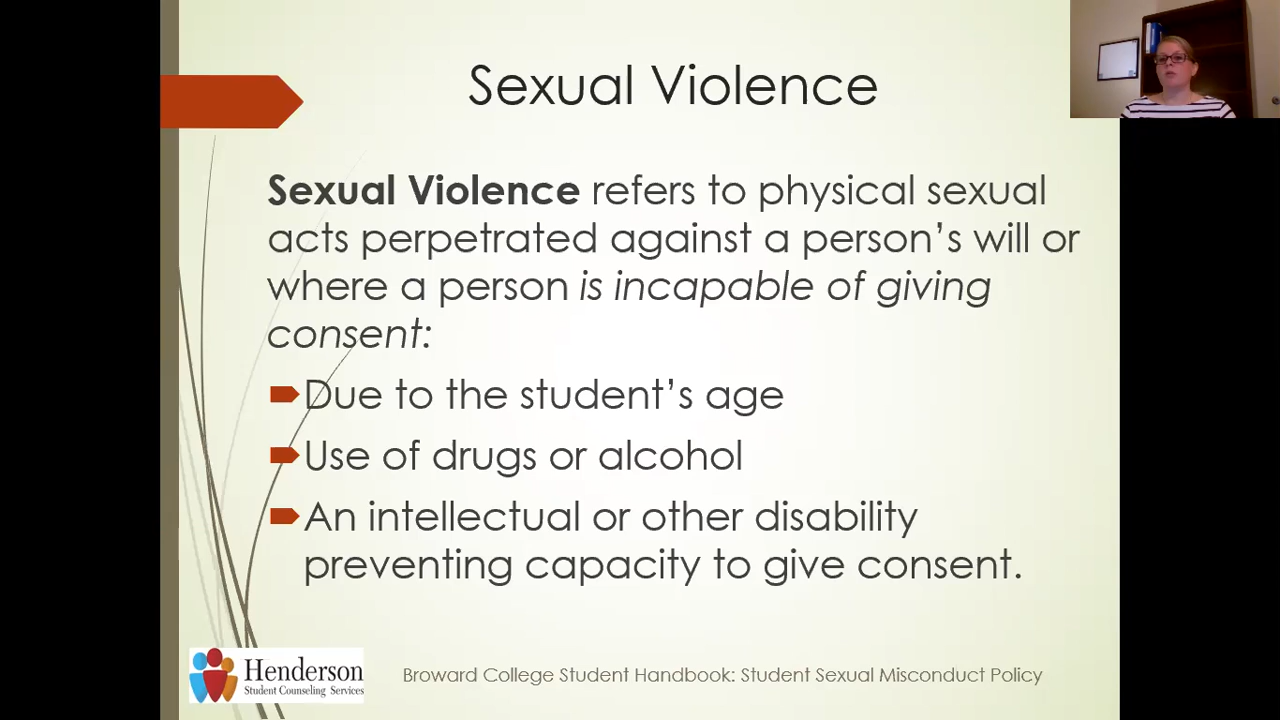 Sexual Violence
Sexual Violence refers to physical sexual
acts perpetrated against a person’s will or
where a person is incapable of giving
consent:
Due to the student’s age
Use of drugs or alcohol
An intellectual or other disability
preventing capacity to give consent.
Henderson
Student Counseling Services
Broward College Student Handbook: Student Sexual Misconduct Policy